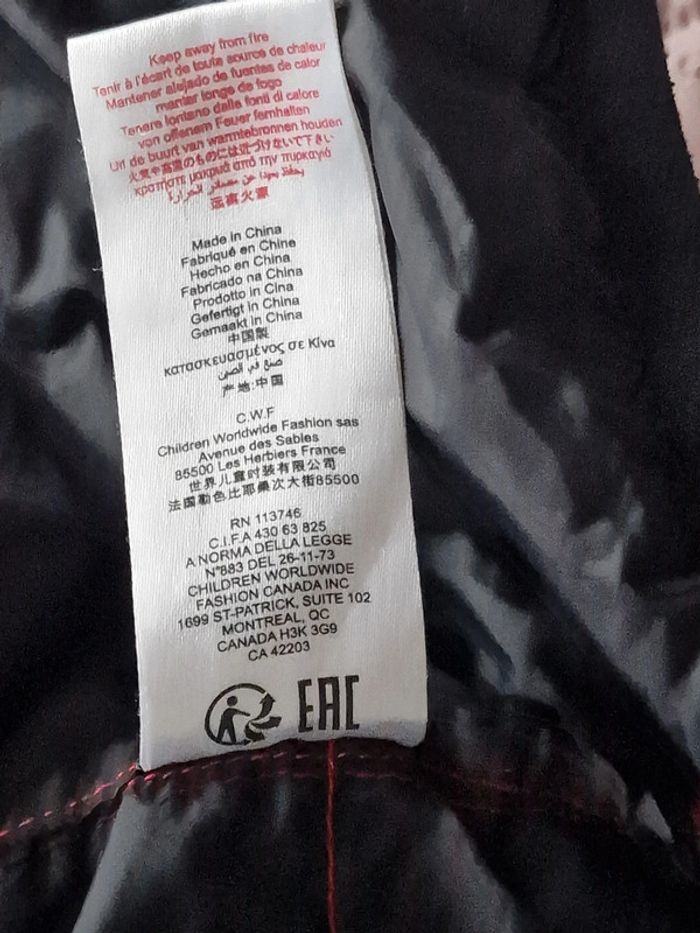 Keep away from fire
Tenir à l'écart de toute source de chaleur
Mantener alejado de fuentes de calor
manter longe de fogo
Tenere lontano dalle fonti di calore
von offenem Feuer fernhalten
Uit de buurt van warmtebronnen houden
火気や高温のものには近づけないで下さい
κρατήστε μακριά από την πυρκαγιά
يحفظ بعيدا عن مصادر الحرارة
远离火源
Made in China
Fabriqué en Chine
Hecho en China
Fabricado na China
Prodotto in Cina
Gefertigt in China
Gemaakt in China
中国製
κατασκευασμένος σε Κίνα
صنع في الصين
产地:中国
C.W.F
Children Worldwide Fashion sas
Avenue des Sables
85500 Les Herbiers France
世界儿童时装有限公司
法国勒色比耶桑次大街85500
RN 113746
C.I.F.A 430 63 825
A NORMA DELLA LEGGE
N°883 DEL 26-11-73
CHILDREN WORLDWIDE
FASHION CANADA INC
1699 ST-PATRICK, SUITE 102
MONTREAL, QC
CANADA H3K 3G9
CA 42203
EAC